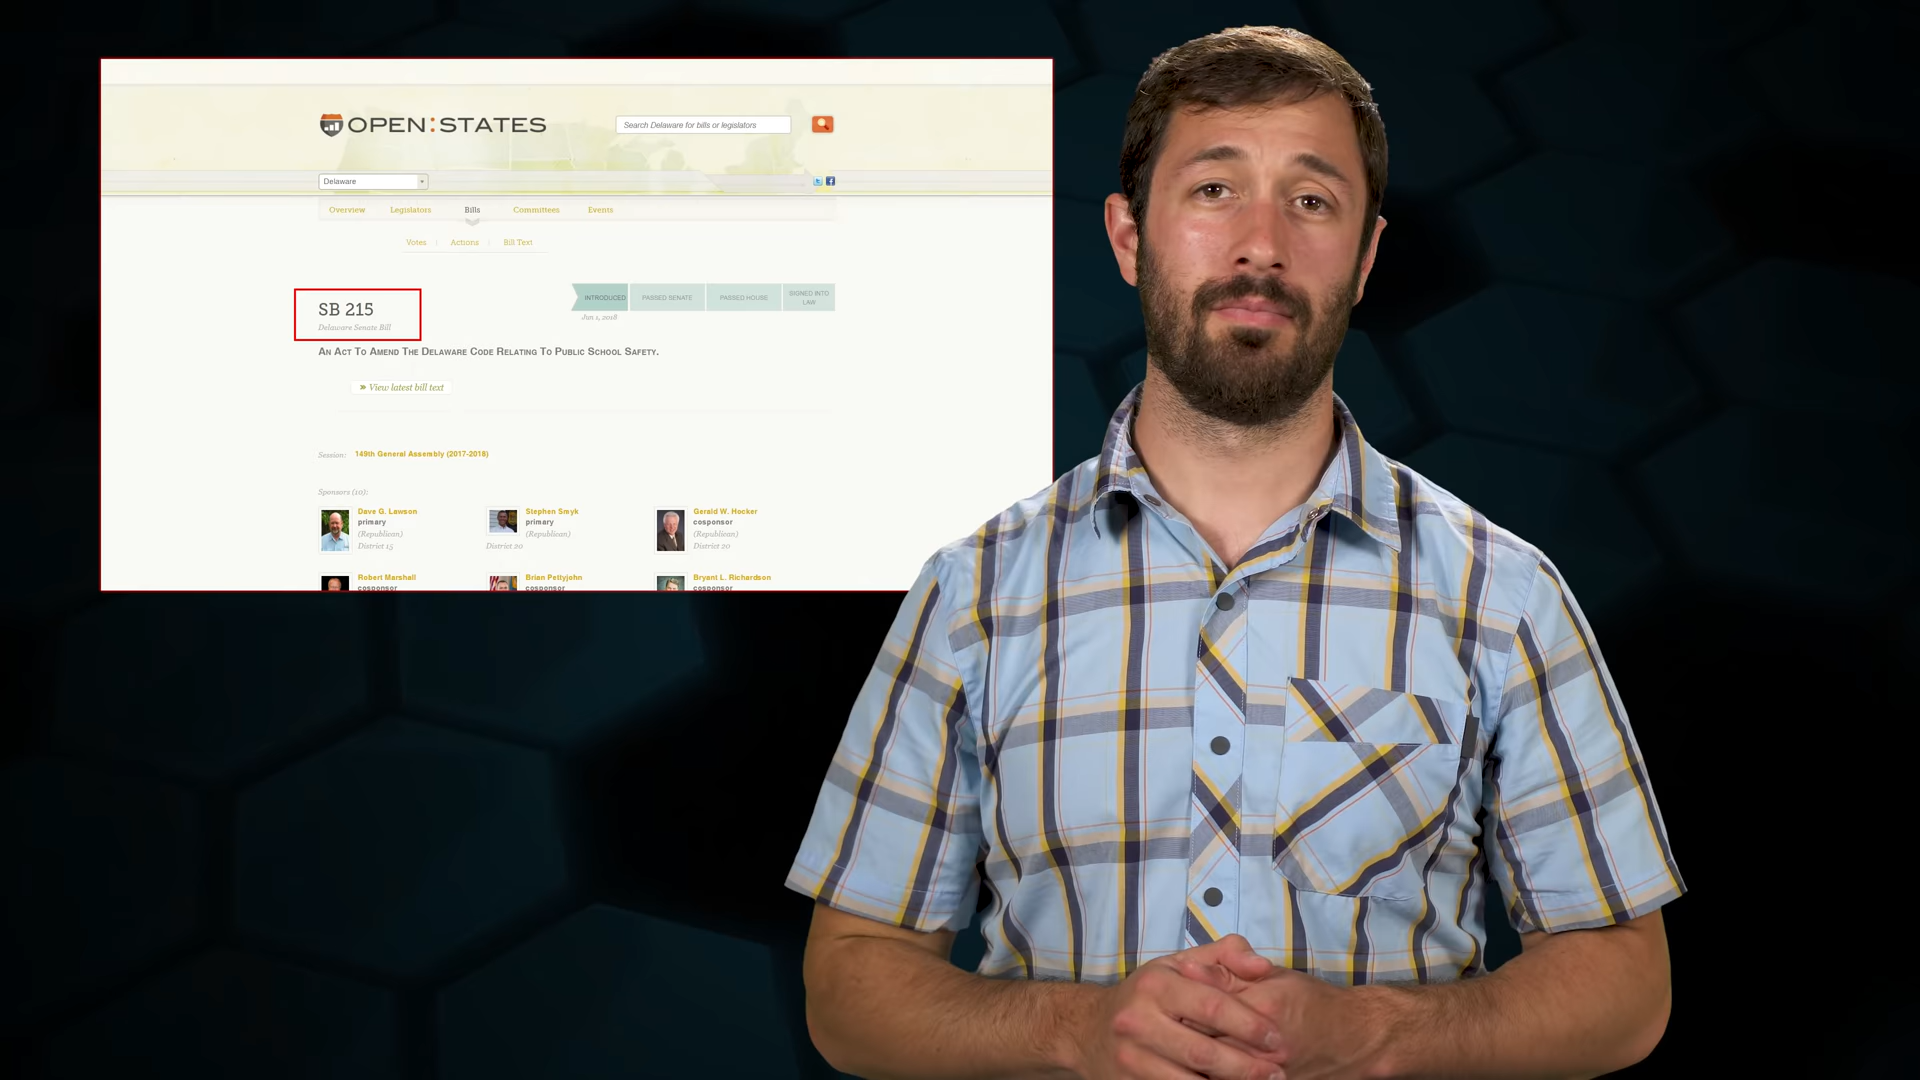 OPEN:STATES
Search Delaware for bills or legislators
Delaware
Overview Legislators Bills Committees Events
Votes | Actions | Bill Text
SB 215
Delaware Senate Bill
INTRODUCED PASSED SENATE PASSED HOUSE SIGNED INTO LAW
Jun 1, 2018
An Act To Amend The Delaware Code Relating To Public School Safety.
» View latest bill text
Session: 149th General Assembly (2017-2018)
Sponsors (10):
Dave G. Lawson
primary
(Republican)
District 15
Stephen Smyk
primary
(Republican)
District 20
Gerald W. Hocker
cosponsor
(Republican)
District 20
Robert Marshall
cosponsor
Brian Pettyjohn
cosponsor
Bryant L. Richardson
cosponsor